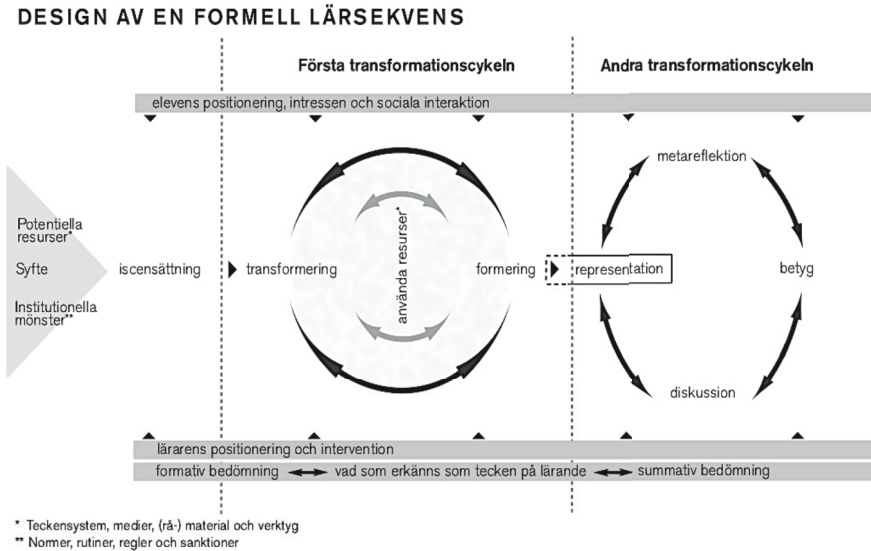 DESIGN AV EN FORMELL LÄRSEKVENS
Första transformationscykeln
Andra transformationscykeln
elevens positionering, intressen och sociala interaktion
Potentiella
resurser*
Syfte
Institutionella
mönster**
iscensättning
transformering
använda resurser*
formering
representation
metareflektion
betyg
diskussion
lärarens positionering och intervention
formativ bedömning vad som erkänns som tecken på lärande summativ bedömning
* Teckensystem, medier, (rå-) material och verktyg
** Normer, rutiner, regler och sanktioner